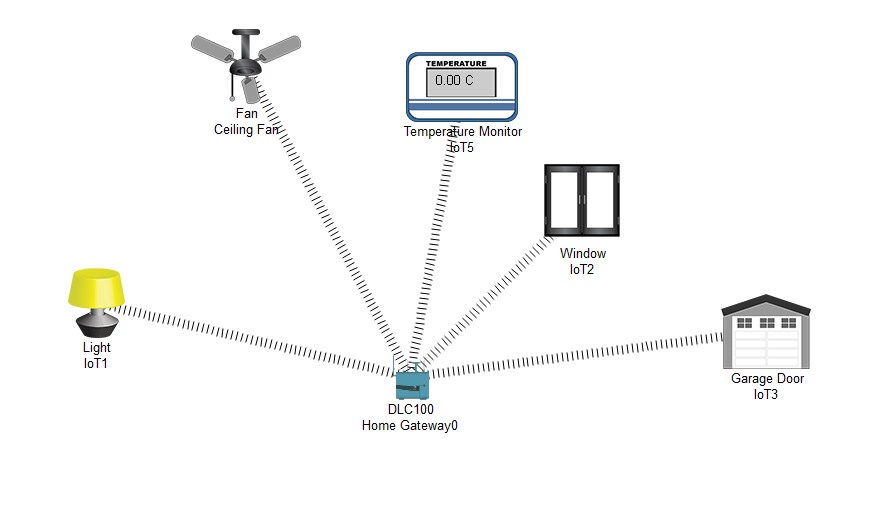 Fan
Ceiling Fan
TEMPERATURE
0.00 C
Temperature Monitor
IoT5
Window
IoT2
Light
IoT1
Garage Door
IoT3
DLC100
Home Gateway0